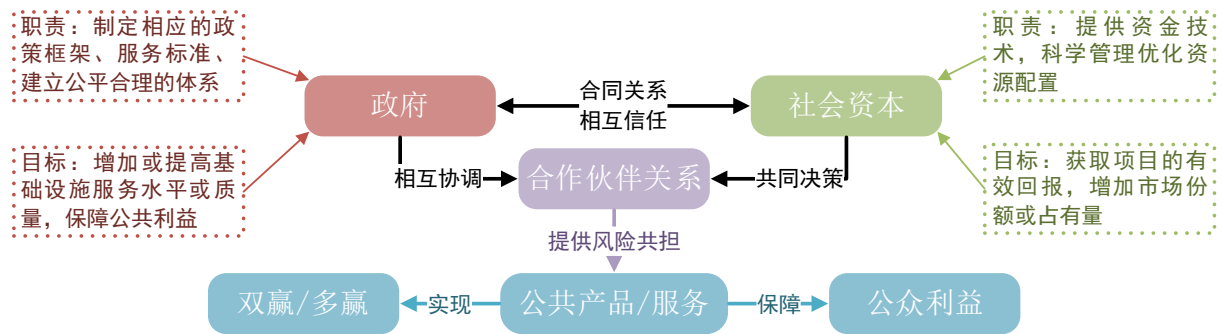 职责：制定相应的政
策框架、服务标准、
建立公平合理的体系
职责：提供资金技
术，科学管理优化资
源配置
政府
合同关系
相互信任
社会资本
目标：增加或提高基
础设施服务水平或质
量，保障公共利益
相互协调
合作伙伴关系
共同决策
目标：获取项目的有
效回报，增加市场份
额或占有量
提供风险共担
双赢/多赢
实现
公共产品/服务
保障
公众利益